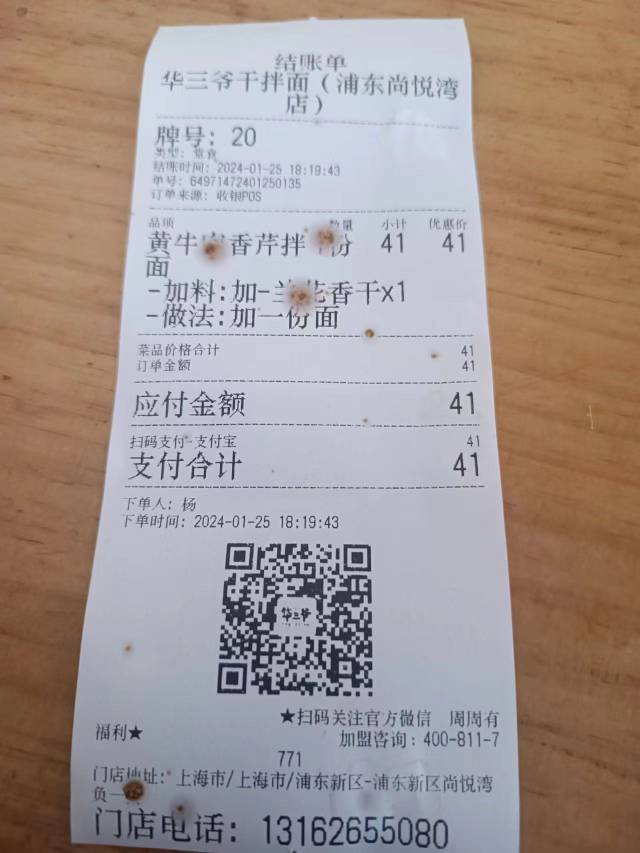 结账单
华三爷干拌面（浦东尚悦湾
店）
牌号: 20
类型: 堂食
结账时间: 2024-01-25 18:19:43
单号: 64971472401250135
订单来源: 收银POS
品项 数量 小计 优惠价
黄牛 香芹拌 份 41 41
面
-加料:加-兰花香干x1
-做法:加一份面
菜品价格合计 41
订单金额 41
应付金额 41
扫码支付-支付宝 41
支付合计 41
下单人: 杨
下单时间: 2024-01-25 18:19:43
华三爷
★扫码关注官方微信 周周有
福利★ 加盟咨询：400-811-7
771
门店地址: 上海市/上海市/浦东新区-浦东新区尚悦湾
负一
门店电话: 13162655080